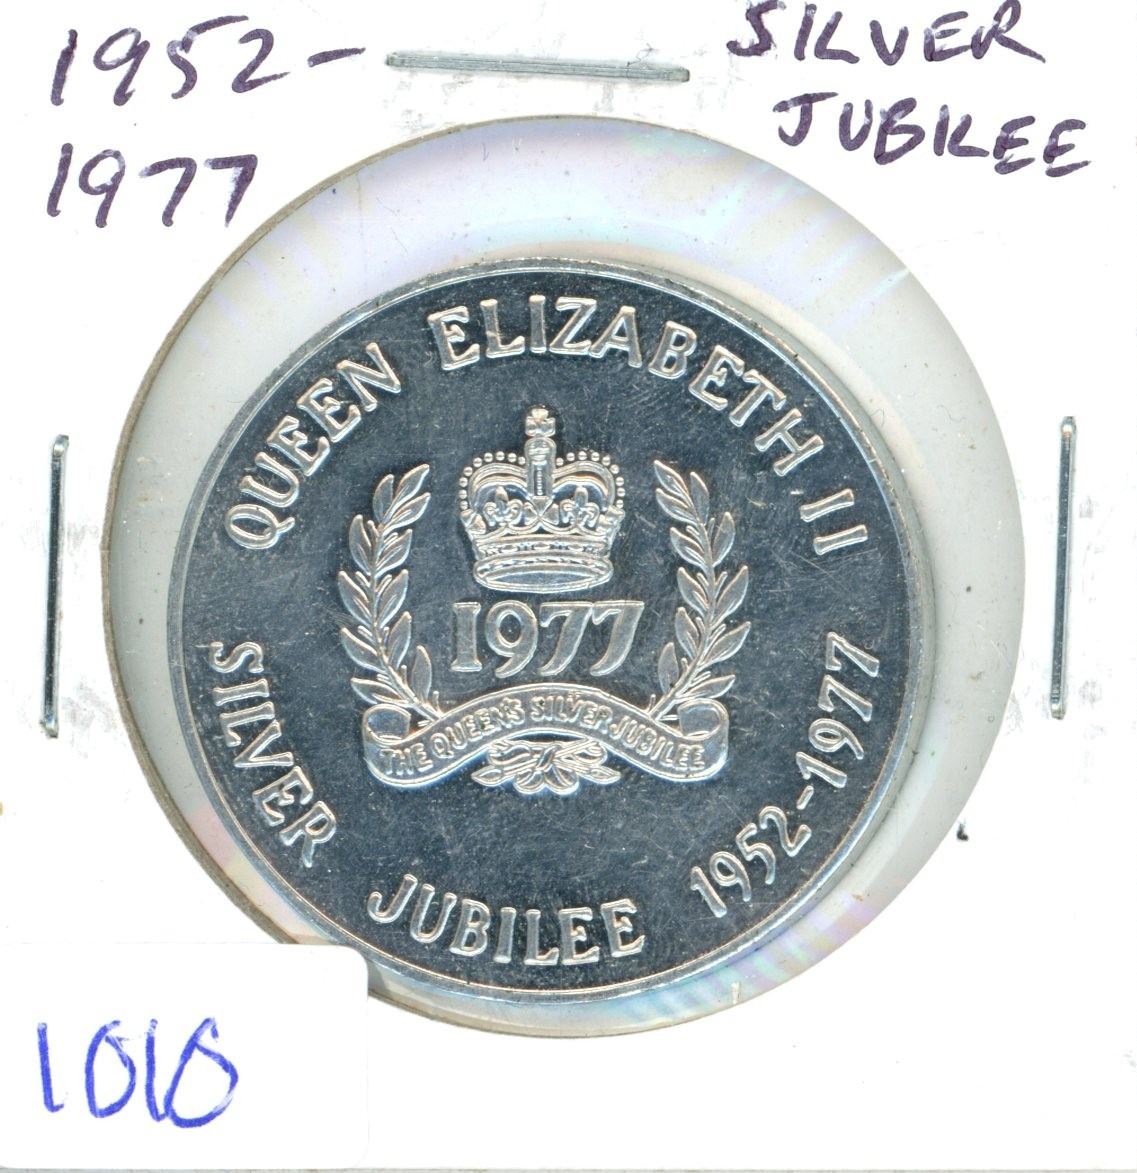 1952-
1977
SILVER
JUBILEE
QUEEN ELIZABETH II
1977
THE QUEEN'S SILVER JUBILEE
SILVER JUBILEE 1952-1977
1010